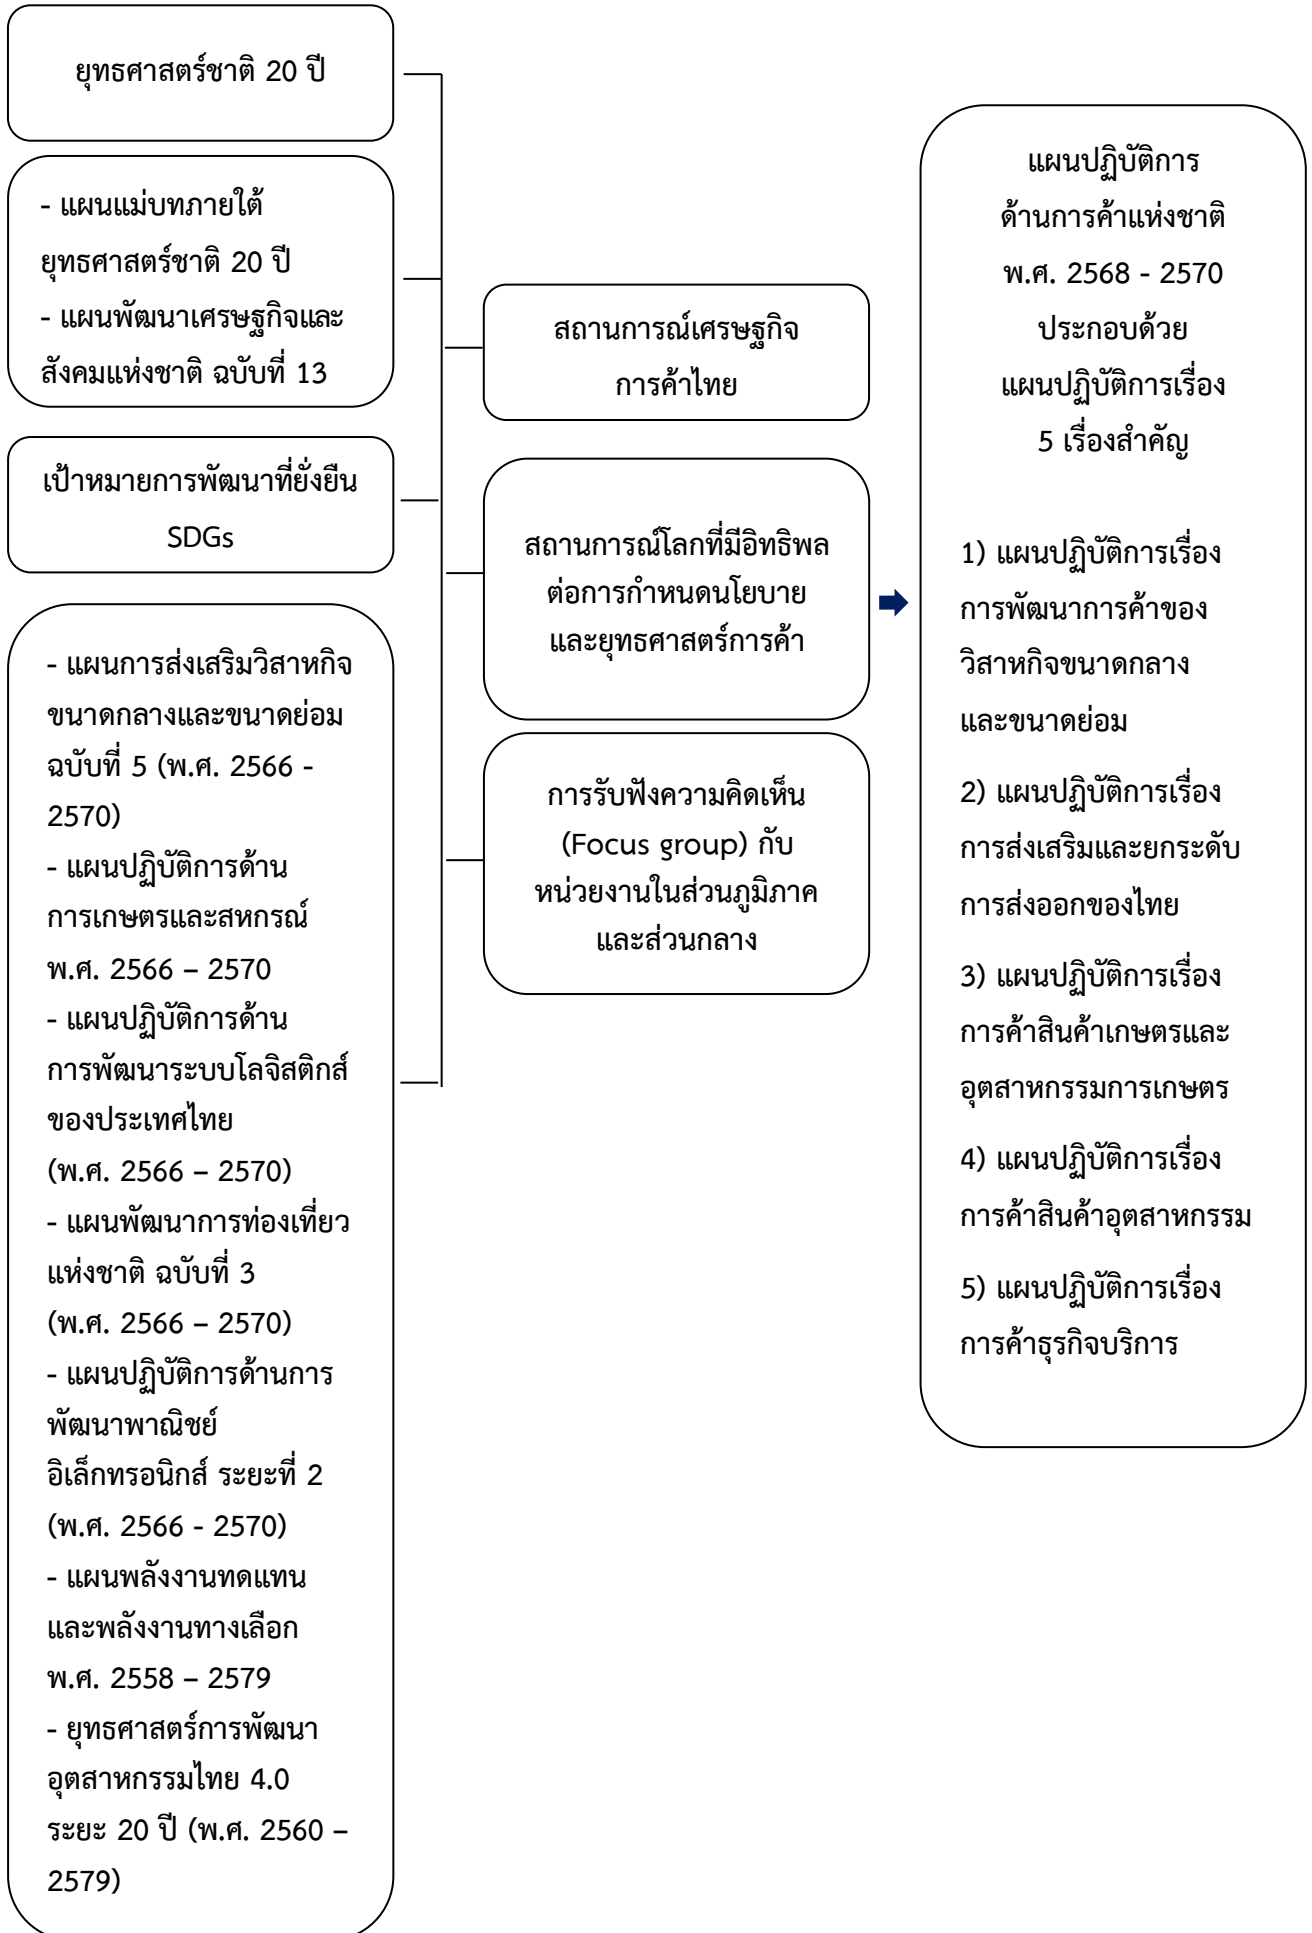 ยุทธศาสตร์ชาติ 20 ปี
- แผนแม่บทภายใต้
ยุทธศาสตร์ชาติ 20 ปี
- แผนพัฒนาเศรษฐกิจและ
สังคมแห่งชาติ ฉบับที่ 13
เป้าหมายการพัฒนาที่ยั่งยืน
SDGs
- แผนการส่งเสริมวิสาหกิจ
ขนาดกลางและขนาดย่อม
ฉบับที่ 5 (พ.ศ. 2566 -
2570)
- แผนปฏิบัติการด้าน
การเกษตรและสหกรณ์
พ.ศ. 2566 – 2570
- แผนปฏิบัติการด้าน
การพัฒนาระบบโลจิสติกส์
ของประเทศไทย
(พ.ศ. 2566 – 2570)
- แผนพัฒนาการท่องเที่ยว
แห่งชาติ ฉบับที่ 3
(พ.ศ. 2566 – 2570)
- แผนปฏิบัติการด้านการ
พัฒนาพาณิชย์
อิเล็กทรอนิกส์ ระยะที่ 2
(พ.ศ. 2566 - 2570)
- แผนพลังงานทดแทน
และพลังงานทางเลือก
พ.ศ. 2558 – 2579
- ยุทธศาสตร์การพัฒนา
อุตสาหกรรมไทย 4.0
ระยะ 20 ปี (พ.ศ. 2560 –
2579)
สถานการณ์เศรษฐกิจ
การค้าไทย
สถานการณ์โลกที่มีอิทธิพล
ต่อการกำหนดนโยบาย
และยุทธศาสตร์การค้า
การรับฟังความคิดเห็น
(Focus group) กับ
หน่วยงานในส่วนภูมิภาค
และส่วนกลาง
แผนปฏิบัติการ
ด้านการค้าแห่งชาติ
พ.ศ. 2568 - 2570
ประกอบด้วย
แผนปฏิบัติการเรื่อง
5 เรื่องสำคัญ
1) แผนปฏิบัติการเรื่อง
การพัฒนาการค้าของ
วิสาหกิจขนาดกลาง
และขนาดย่อม
2) แผนปฏิบัติการเรื่อง
การส่งเสริมและยกระดับ
การส่งออกของไทย
3) แผนปฏิบัติการเรื่อง
การค้าสินค้าเกษตรและ
อุตสาหกรรมการเกษตร
4) แผนปฏิบัติการเรื่อง
การค้าสินค้าอุตสาหกรรม
5) แผนปฏิบัติการเรื่อง
การค้าธุรกิจบริการ